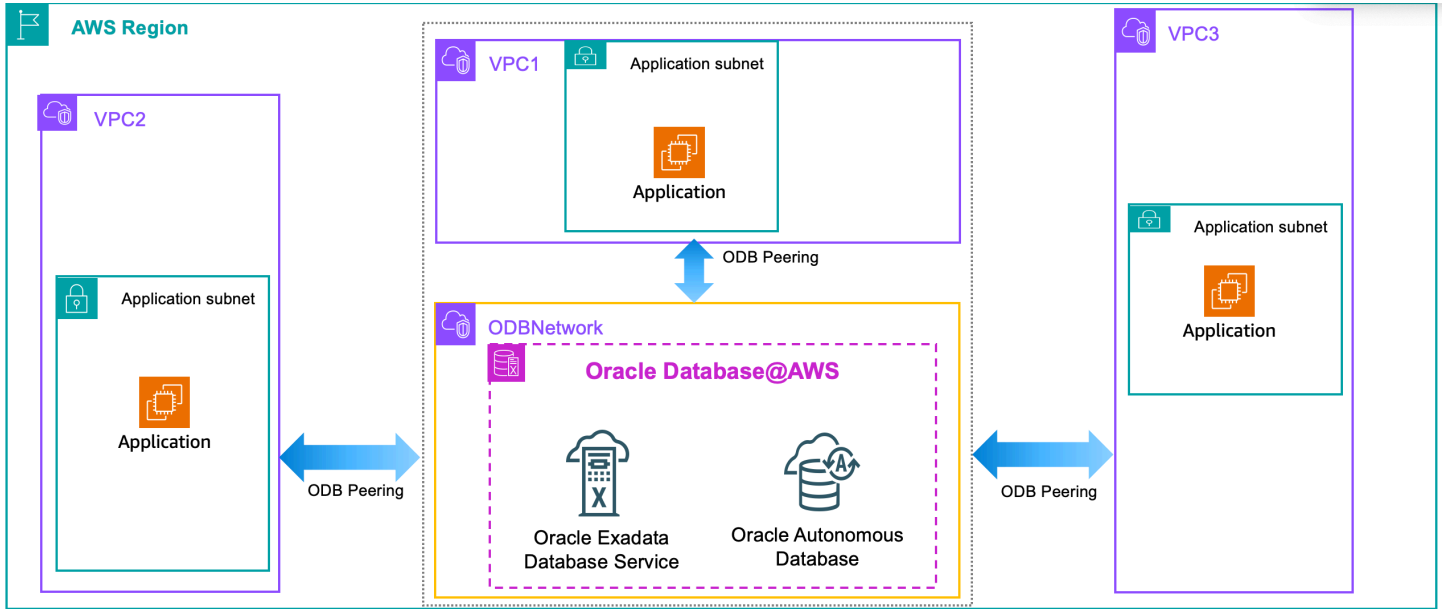 AWS Region
VPC1
Application subnet
Application
VPC3
VPC2
Application subnet
Application
ODB Peering
Application subnet
Application
ODBNetwork
Oracle Database@AWS
ODB Peering
ODB Peering
A
X
Oracle Exadata
Database Service
Oracle Autonomous
Database
X